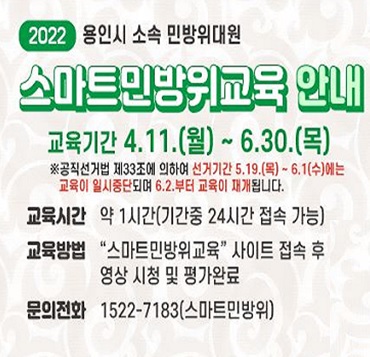 2022 용인시 소속 민방위대원
스마트민방위교육 안내
교육기간 4.11.(월) ~ 6.30.(목)
※공직선거법 제33조에 의하여 선거기간 5.19.(목) ~ 6.1(수)에는
교육이 일시중단되며 6.2.부터 교육이 재개됩니다.
교육시간 약 1시간(기간중 24시간 접속 가능)
교육방법 “스마트민방위교육” 사이트 접속 후
영상 시청 및 평가완료
문의전화 1522-7183(스마트민방위)